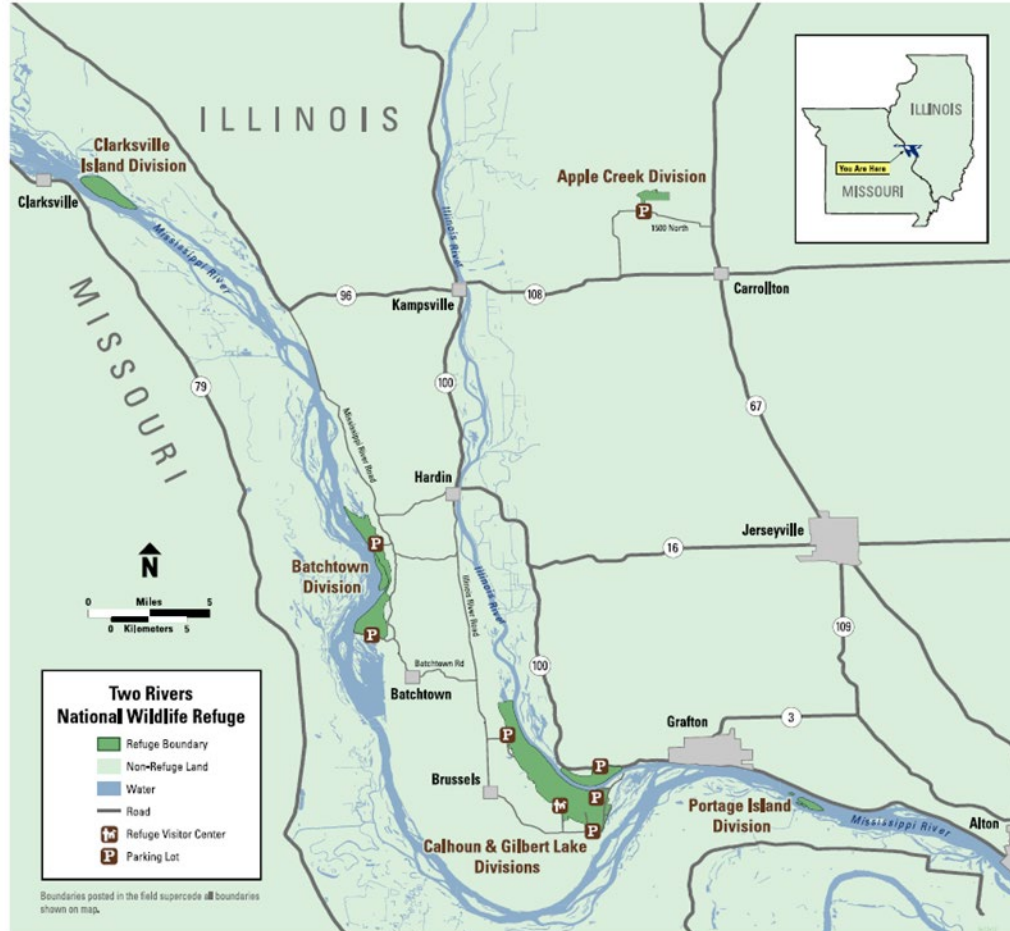 ILLINOIS
Clarksville
Island Division
Clarksville
Mississippi River
MISSOURI
Illinois River
Apple Creek Division
P
1500 North
ILLINOIS
You Are Here
MISSOURI
96
Kampsville
108
Carrollton
79
100
67
Mississippi River Road
Hardin
Jerseyville
16
P
Batchtown
Division
P
Illinois River
Illinois River Road
109
100
Batchtown Rd
Batchtown
N
0 Miles 5
0 Kilometers 5
Grafton
3
P
P
Brussels
P
P
Calhoun & Gilbert Lake
Divisions
Portage Island
Division
Mississippi River
Alton
Two Rivers
National Wildlife Refuge
Refuge Boundary
Non-Refuge Land
Water
Road
Refuge Visitor Center
P Parking Lot
Boundaries posted in the field supercede all boundaries
shown on map.